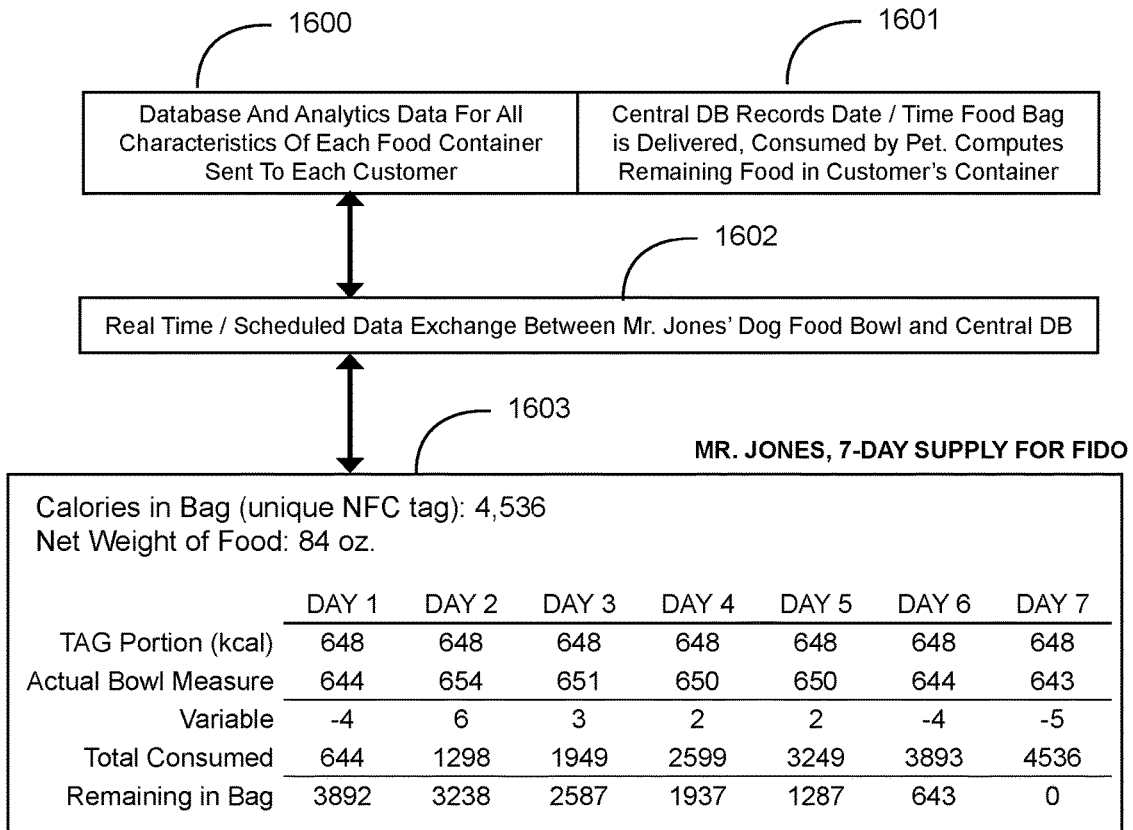 1600
1601
Database And Analytics Data For All
Characteristics Of Each Food Container
Sent To Each Customer
Central DB Records Date / Time Food Bag
is Delivered, Consumed by Pet. Computes
Remaining Food in Customer's Container
1602
Real Time / Scheduled Data Exchange Between Mr. Jones' Dog Food Bowl and Central DB
1603
MR. JONES, 7-DAY SUPPLY FOR FIDO
Calories in Bag (unique NFC tag): 4,536
Net Weight of Food: 84 oz.
DAY 1 DAY 2 DAY 3 DAY 4 DAY 5 DAY 6 DAY 7
TAG Portion (kcal) 648 648 648 648 648 648 648
Actual Bowl Measure 644 654 651 650 650 644 643
Variable -4 6 3 2 2 -4 -5
Total Consumed 644 1298 1949 2599 3249 3893 4536
Remaining in Bag 3892 3238 2587 1937 1287 643 0